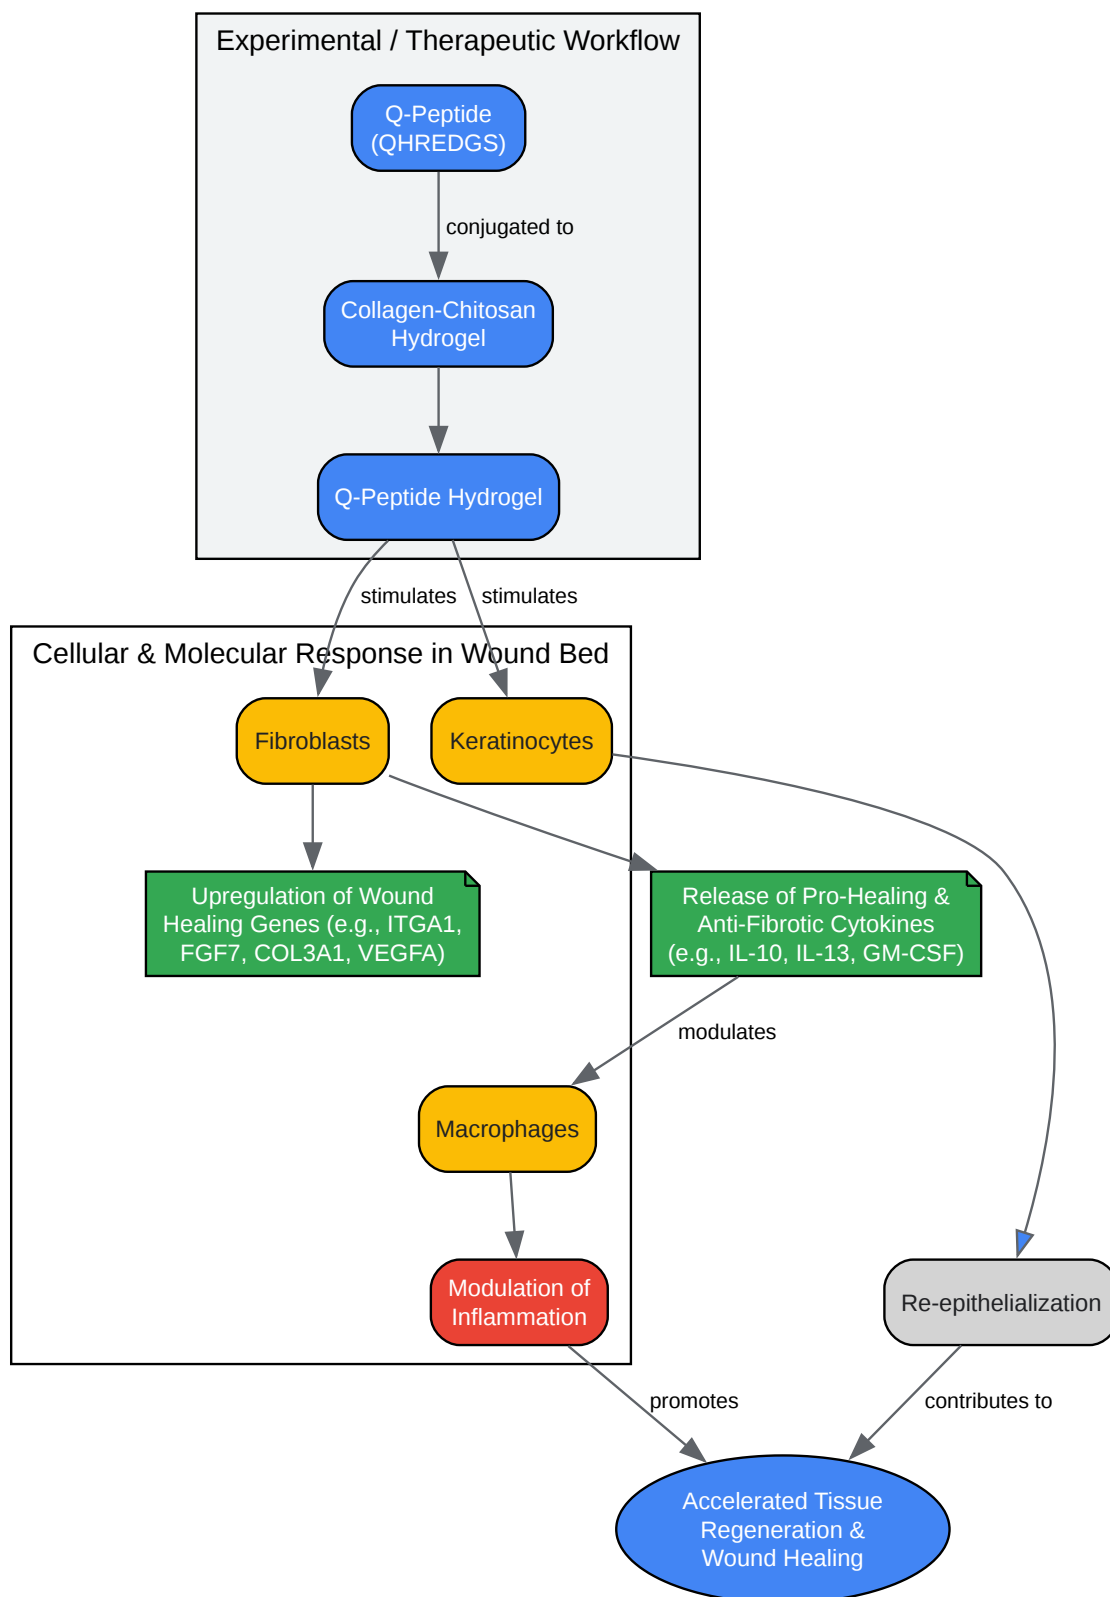 Experimental / Therapeutic Workflow
Q-Peptide
(QHREDGS)
conjugated to
Collagen-Chitosan
Hydrogel
Q-Peptide Hydrogel
stimulates
stimulates
Cellular & Molecular Response in Wound Bed
Fibroblasts
Keratinocytes
Upregulation of Wound
Healing Genes (e.g., ITGA1,
FGF7, COL3A1, VEGFA)
Release of Pro-Healing &
Anti-Fibrotic Cytokines
(e.g., IL-10, IL-13, GM-CSF)
modulates
Macrophages
Modulation of
Inflammation
Re-epithelialization
promotes
contributes to
Accelerated Tissue
Regeneration &
Wound Healing